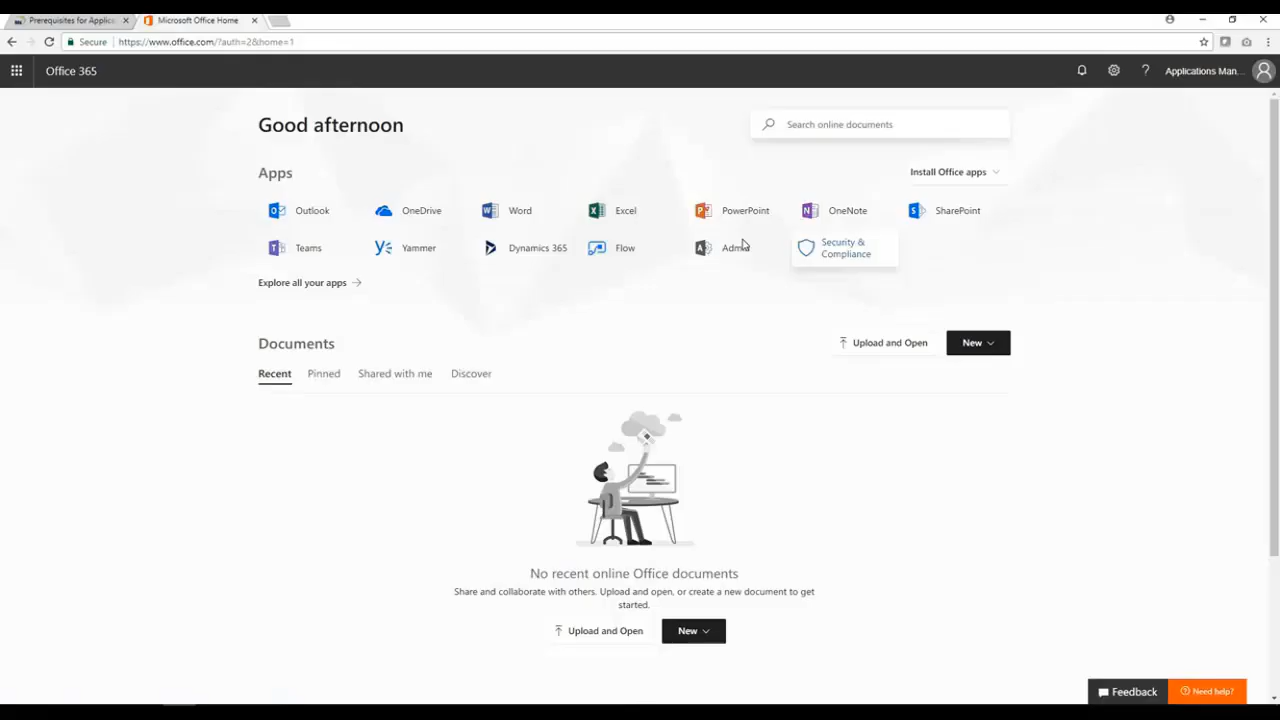 Prerequisites for Applic
Microsoft Office Home
Secure
https://www.office.com/?auth=2&home=1
Office 365
?
Applications Man...
Good afternoon
Search online documents
Apps
Install Office apps
Outlook
OneDrive
Word
Excel
PowerPoint
OneNote
SharePoint
Teams
Yammer
Dynamics 365
Flow
Admin
Security &
Compliance
Explore all your apps
Documents
Upload and Open
New
Recent
Pinned
Shared with me
Discover
No recent online Office documents
Share and collaborate with others. Upload and open, or create a new document to get
started.
Upload and Open
New
Feedback
Need help?